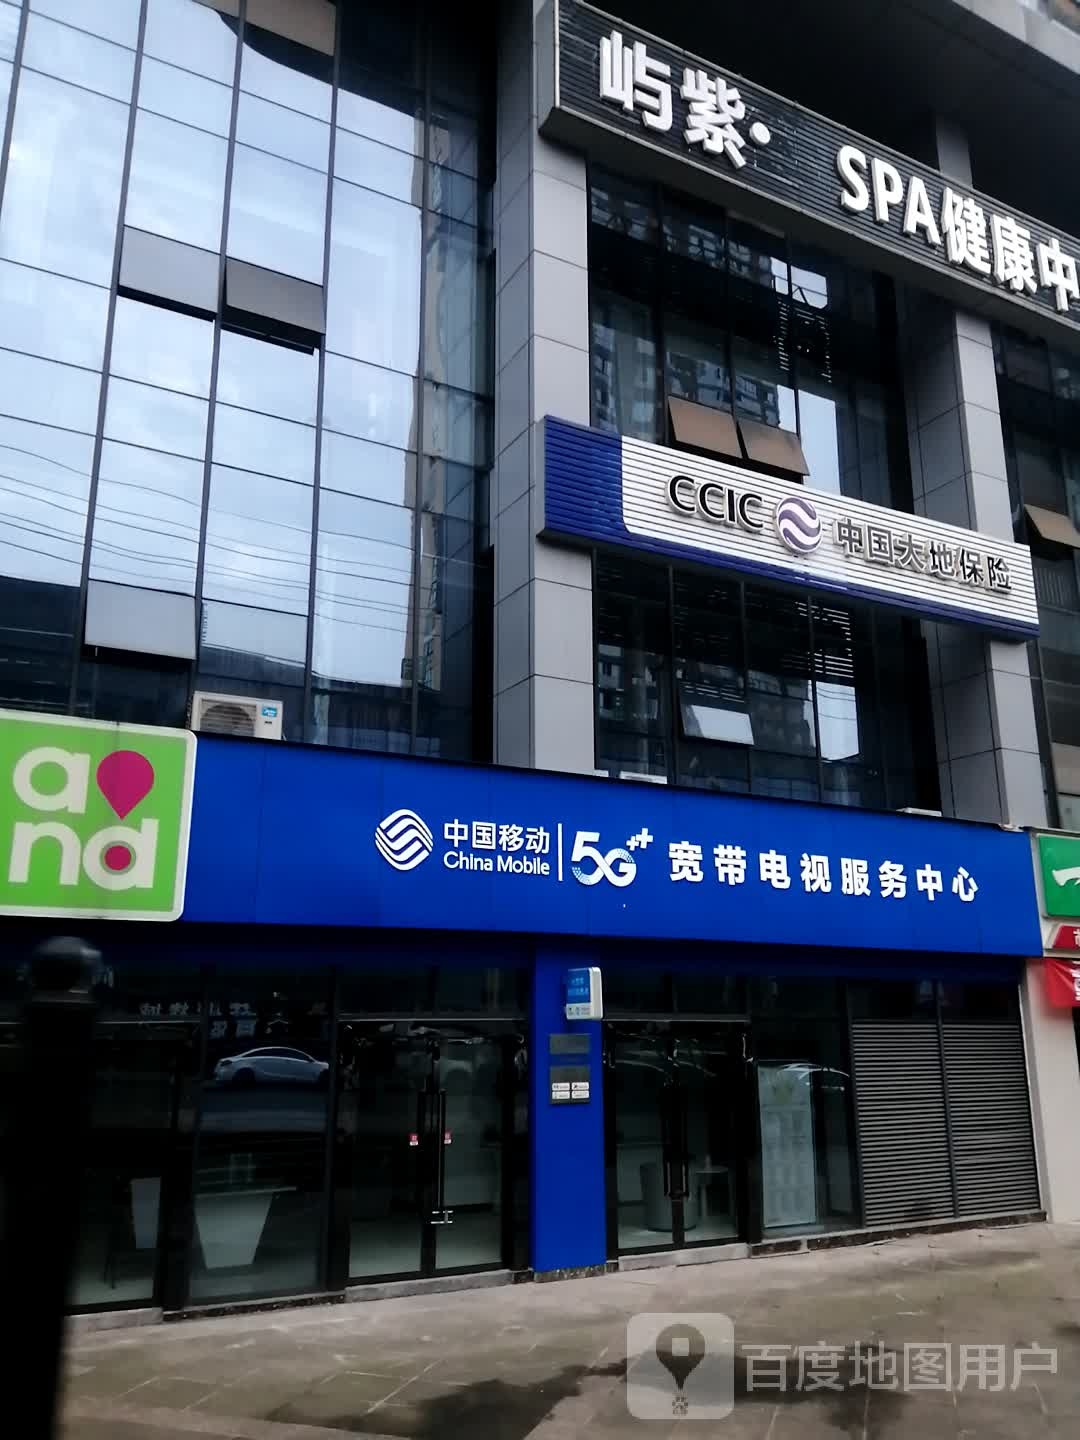 屿紫·
SPA健康中
CCIC 中国大地保险
and
中国移动
China Mobile
5G++ 宽带电视服务中心
百度地图用户